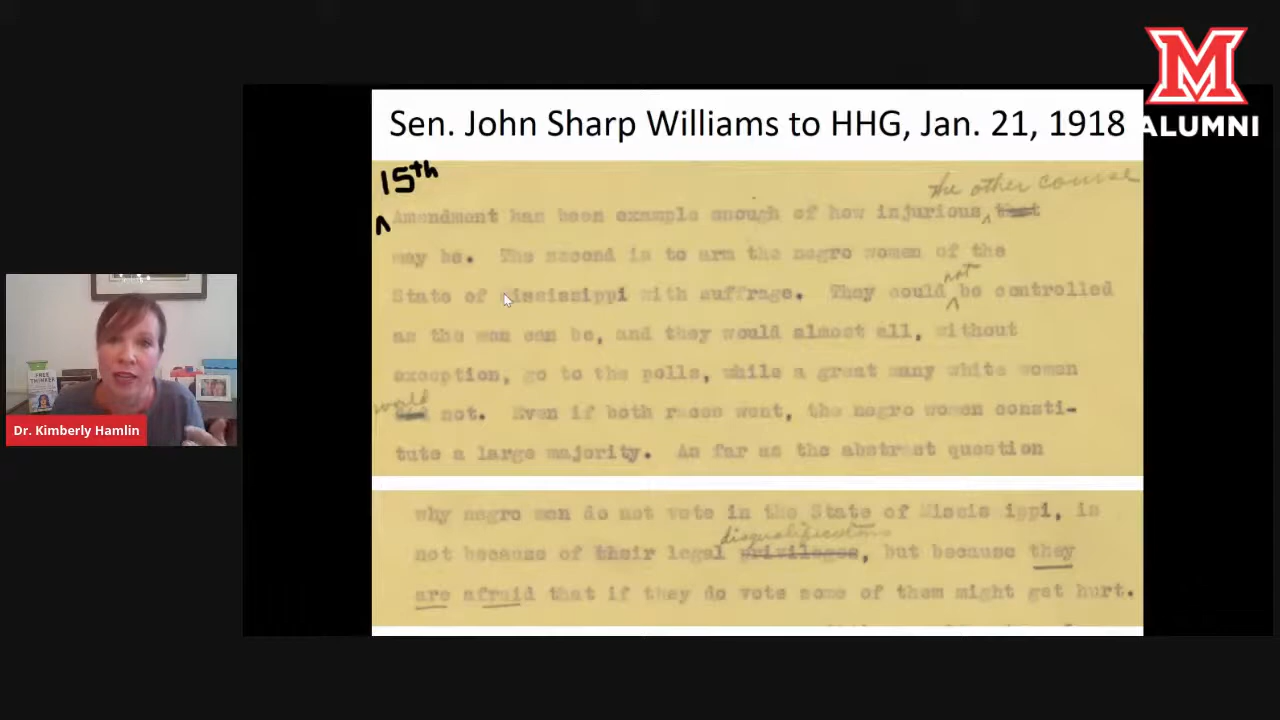 M
ALUMNI
Sen. John Sharp Williams to HHG, Jan. 21, 1918
15th
the other course
^ Amendment has been example enough of how injurious, ^ that
may be. The second is to arm the negro women of the
not
State of Mississippi with suffrage. They could ^ be controlled
as the men can be, and they would almost all, without
exception, go to the polls, while a great many white women
would
not. Even if both races went, the negro women consti-
tute a large majority. As far as the abstract question
why negro men do not vote in the State of Missis ippi, is
disqualifications
not because of their legal privileges, but because they
are afraid that if they do vote some of them might get hurt.
FREE THINKER
Dr. Kimberly Hamlin